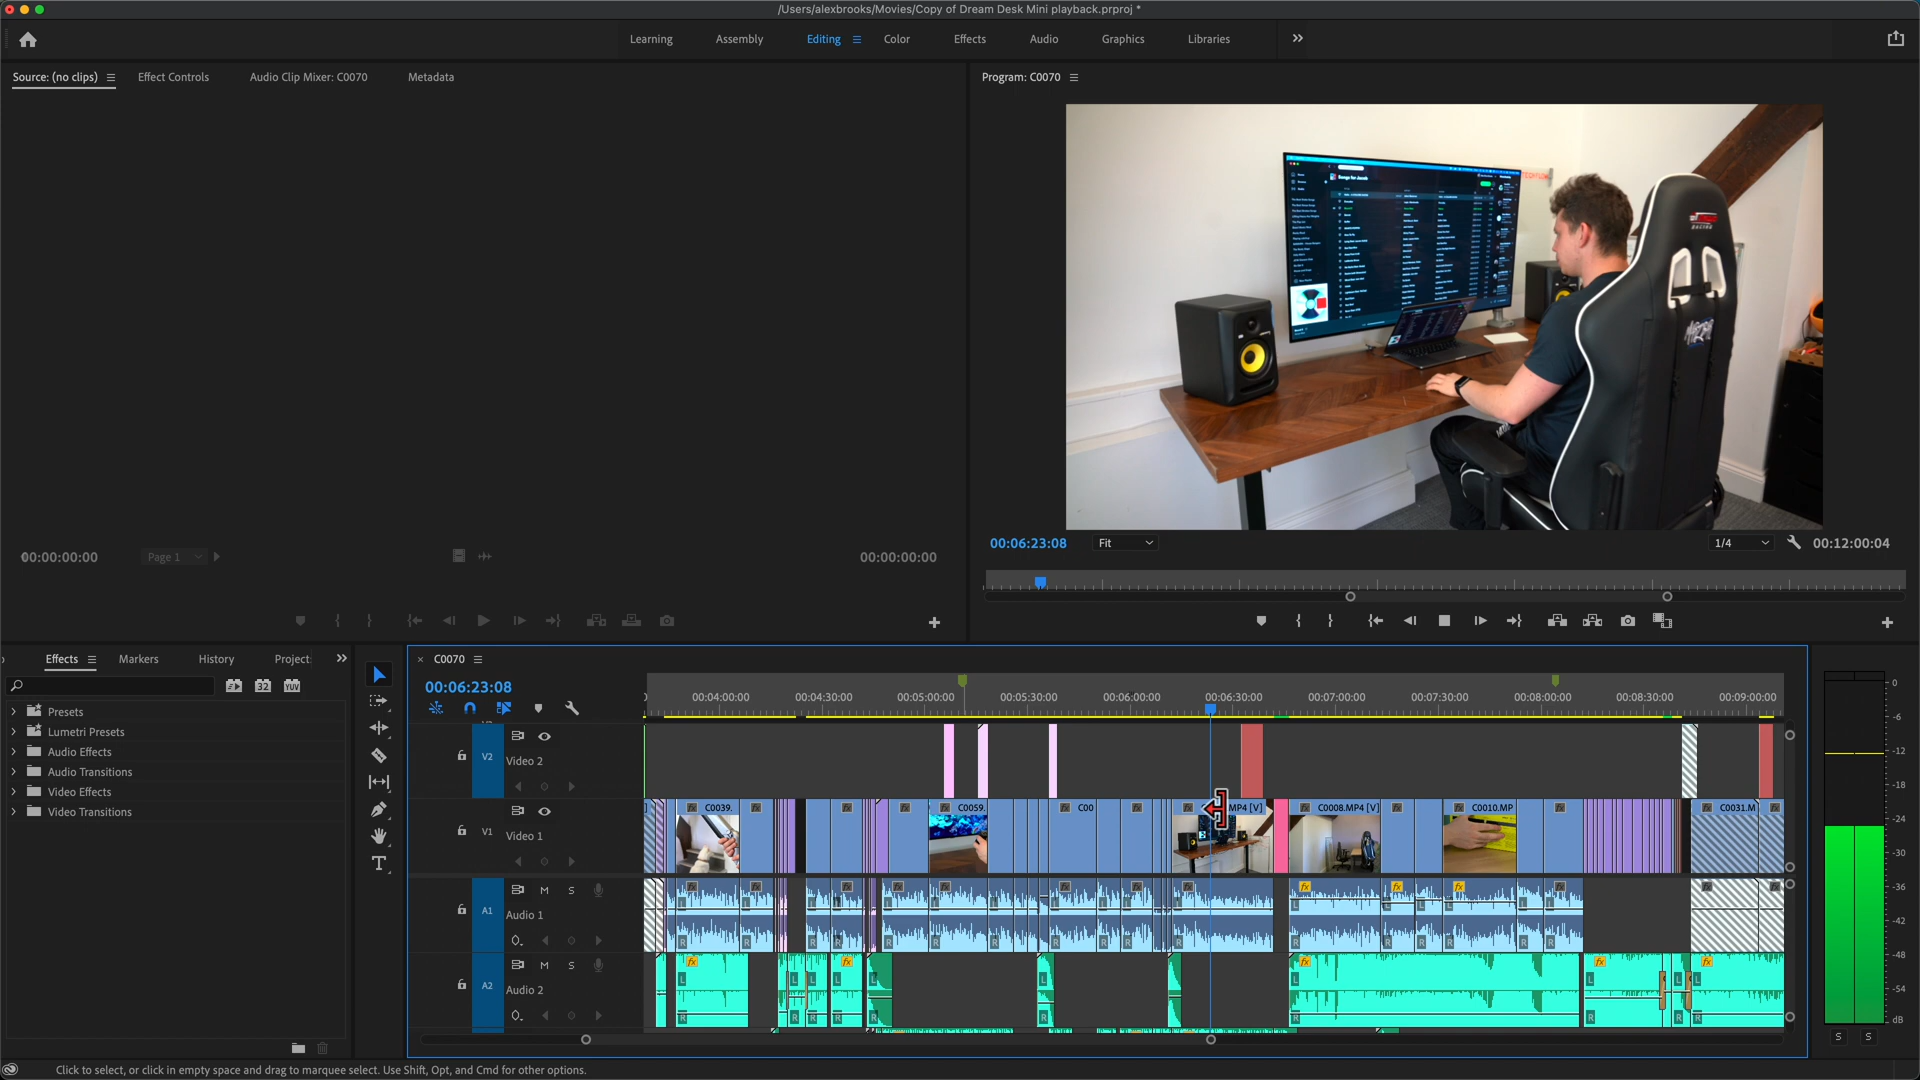 /Users/alexbrooks/Movies/Copy of Dream Desk Mini playback.prproj *
Learning Assembly Editing Color Effects Audio Graphics Libraries
Source: (no clips) Effect Controls Audio Clip Mixer: C0070 Metadata
Program: C0070
Songs for Jacob
RACING
00:06:23:08 Fit 1/4 00:12:00:04
00:00:00:00 Page 1 00:00:00:00
Effects Markers History Project
C0070
32 YUV
00:06:23:08
00:04:00:00 00:04:30:00 00:05:00:00 00:05:30:00 00:06:00:00 00:06:30:00 00:07:00:00 00:07:30:00 00:08:00:00 00:08:30:00 00:09:00:00
Presets
Lumetri Presets
Audio Effects
Audio Transitions
Video Effects
Video Transitions
V2 Video 2
V1 Video 1
C0039. C0059. C00 MP4 [V] C0008.MP4 [V] C0010.MP C0031.M
A1 M S Audio 1
A2 M S Audio 2
0
-6
-12
-18
-24
-30
-36
-42
-48
-54
dB
S S
Click to select, or click in empty space and drag to marquee select. Use Shift, Opt, and Cmd for other options.